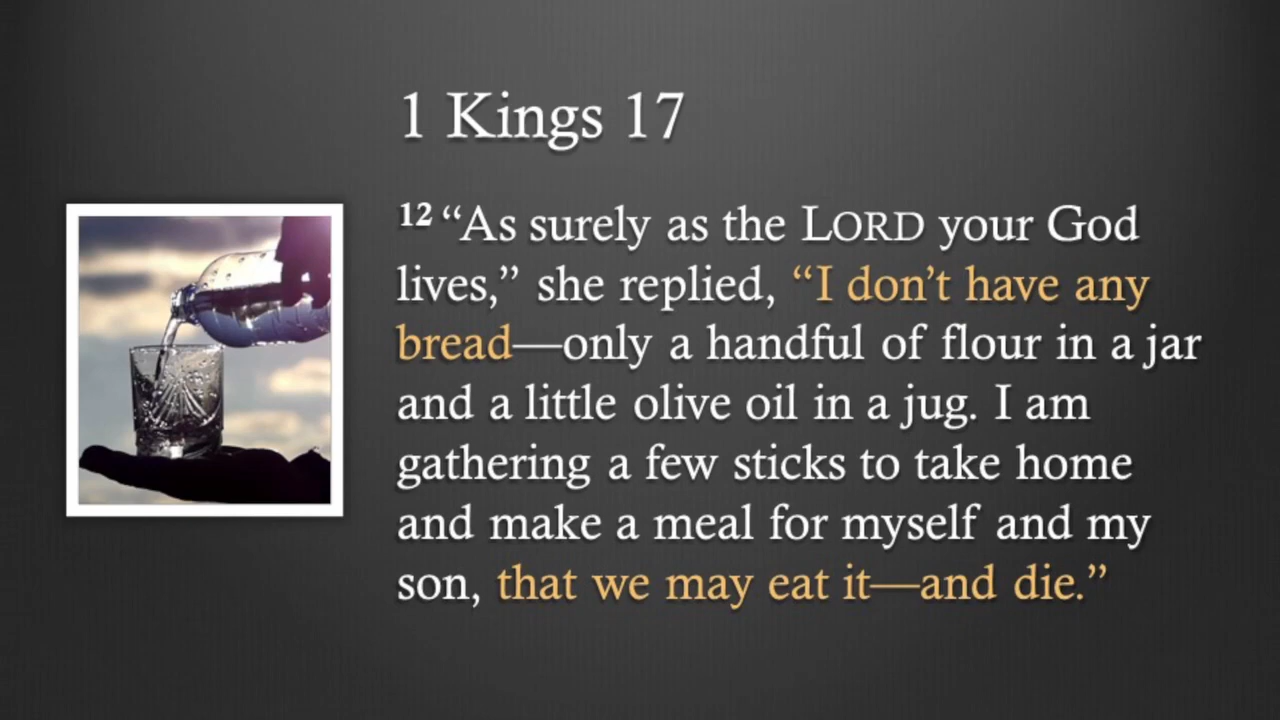 1 Kings 17
12 “As surely as the LORD your God
lives,” she replied, “I don’t have any
bread—only a handful of flour in a jar
and a little olive oil in a jug. I am
gathering a few sticks to take home
and make a meal for myself and my
son, that we may eat it—and die.”